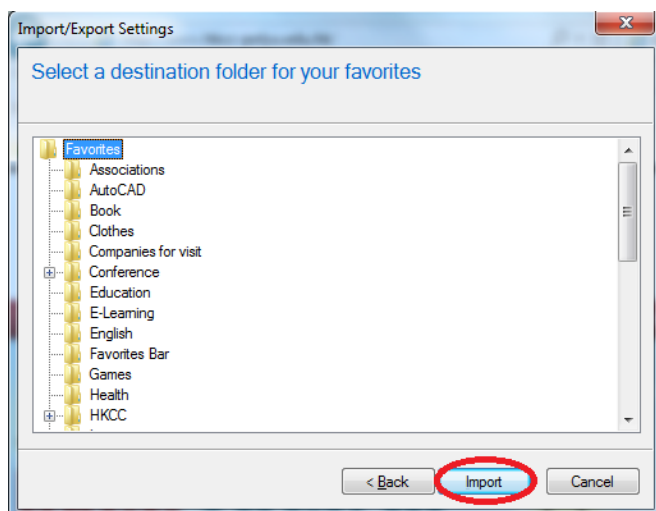 Import/Export Settings
Select a destination folder for your favorites
Favorites
Associations
AutoCAD
Book
Clothes
Companies for visit
Conference
Education
E-Learning
English
Favorites Bar
Games
Health
HKCC
< Back Import Cancel